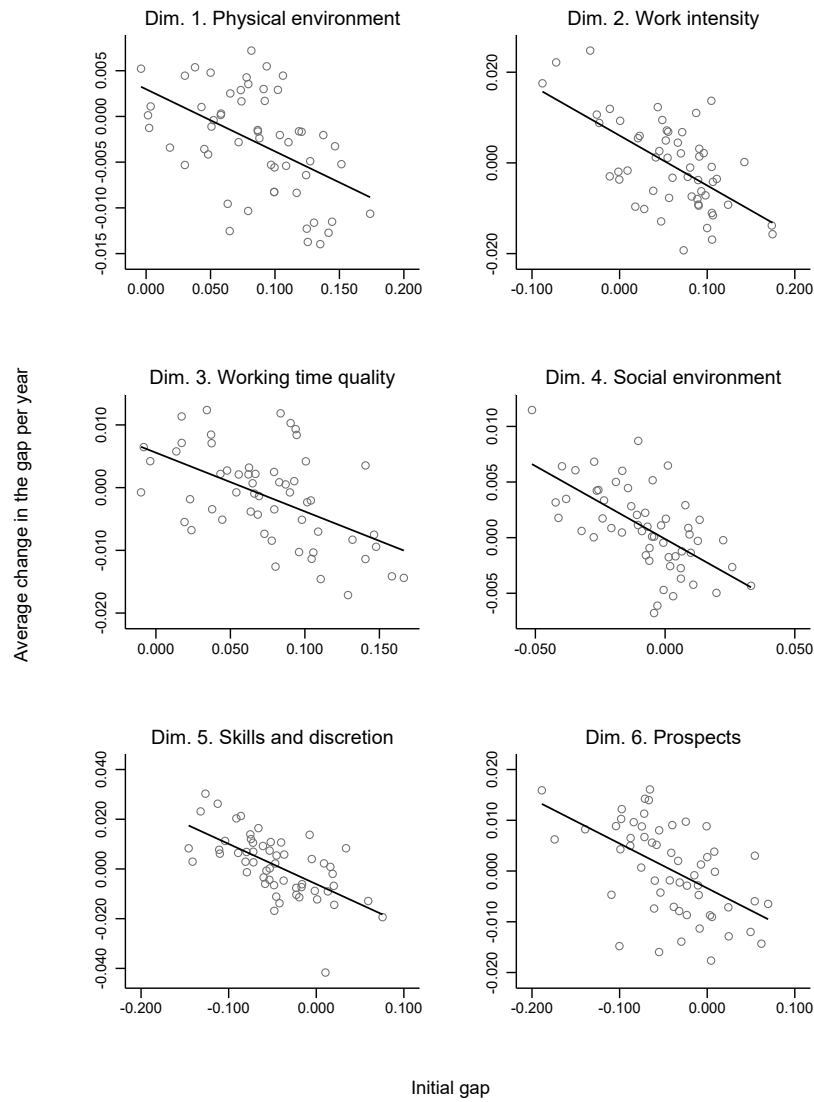 Dim. 1. Physical environment
0.005
0.000
-0.005
-0.010
-0.015
0.000 0.050 0.100 0.150 0.200
Dim. 2. Work intensity
0.020
0.000
-0.020
-0.100 0.000 0.100 0.200
Average change in the gap per year
Dim. 3. Working time quality
0.010
0.000
-0.010
-0.020
0.000 0.050 0.100 0.150
Dim. 4. Social environment
0.010
0.005
0.000
-0.005
-0.050 0.000 0.050
Dim. 5. Skills and discretion
0.040
0.020
0.000
-0.020
-0.040
-0.200 -0.100 0.000 0.100
Dim. 6. Prospects
0.020
0.010
0.000
-0.010
-0.020
-0.200 -0.100 0.000 0.100
Initial gap